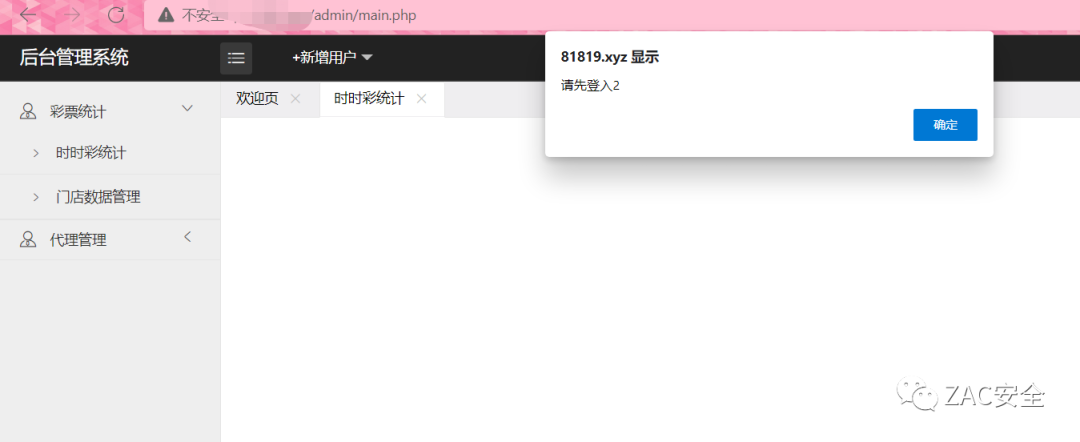 不安全
/admin/main.php
后台管理系统
+新增用户
81819.xyz 显示
请先登入2
确定
欢迎页
时时彩统计
彩票统计
时时彩统计
门店数据管理
代理管理
ZAC安全